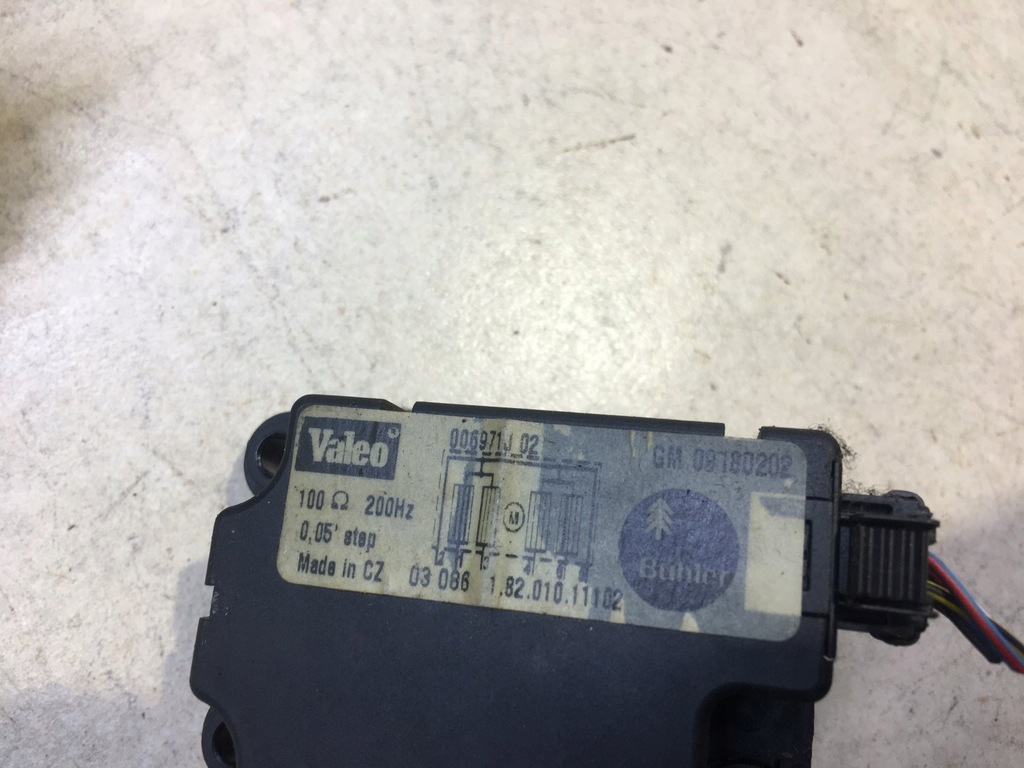 Valeo
006971J 02
GM 09180202
100 Ω 200Hz
0,05' step
M
Made in CZ
03 086 1.82.010.11102
Bühler